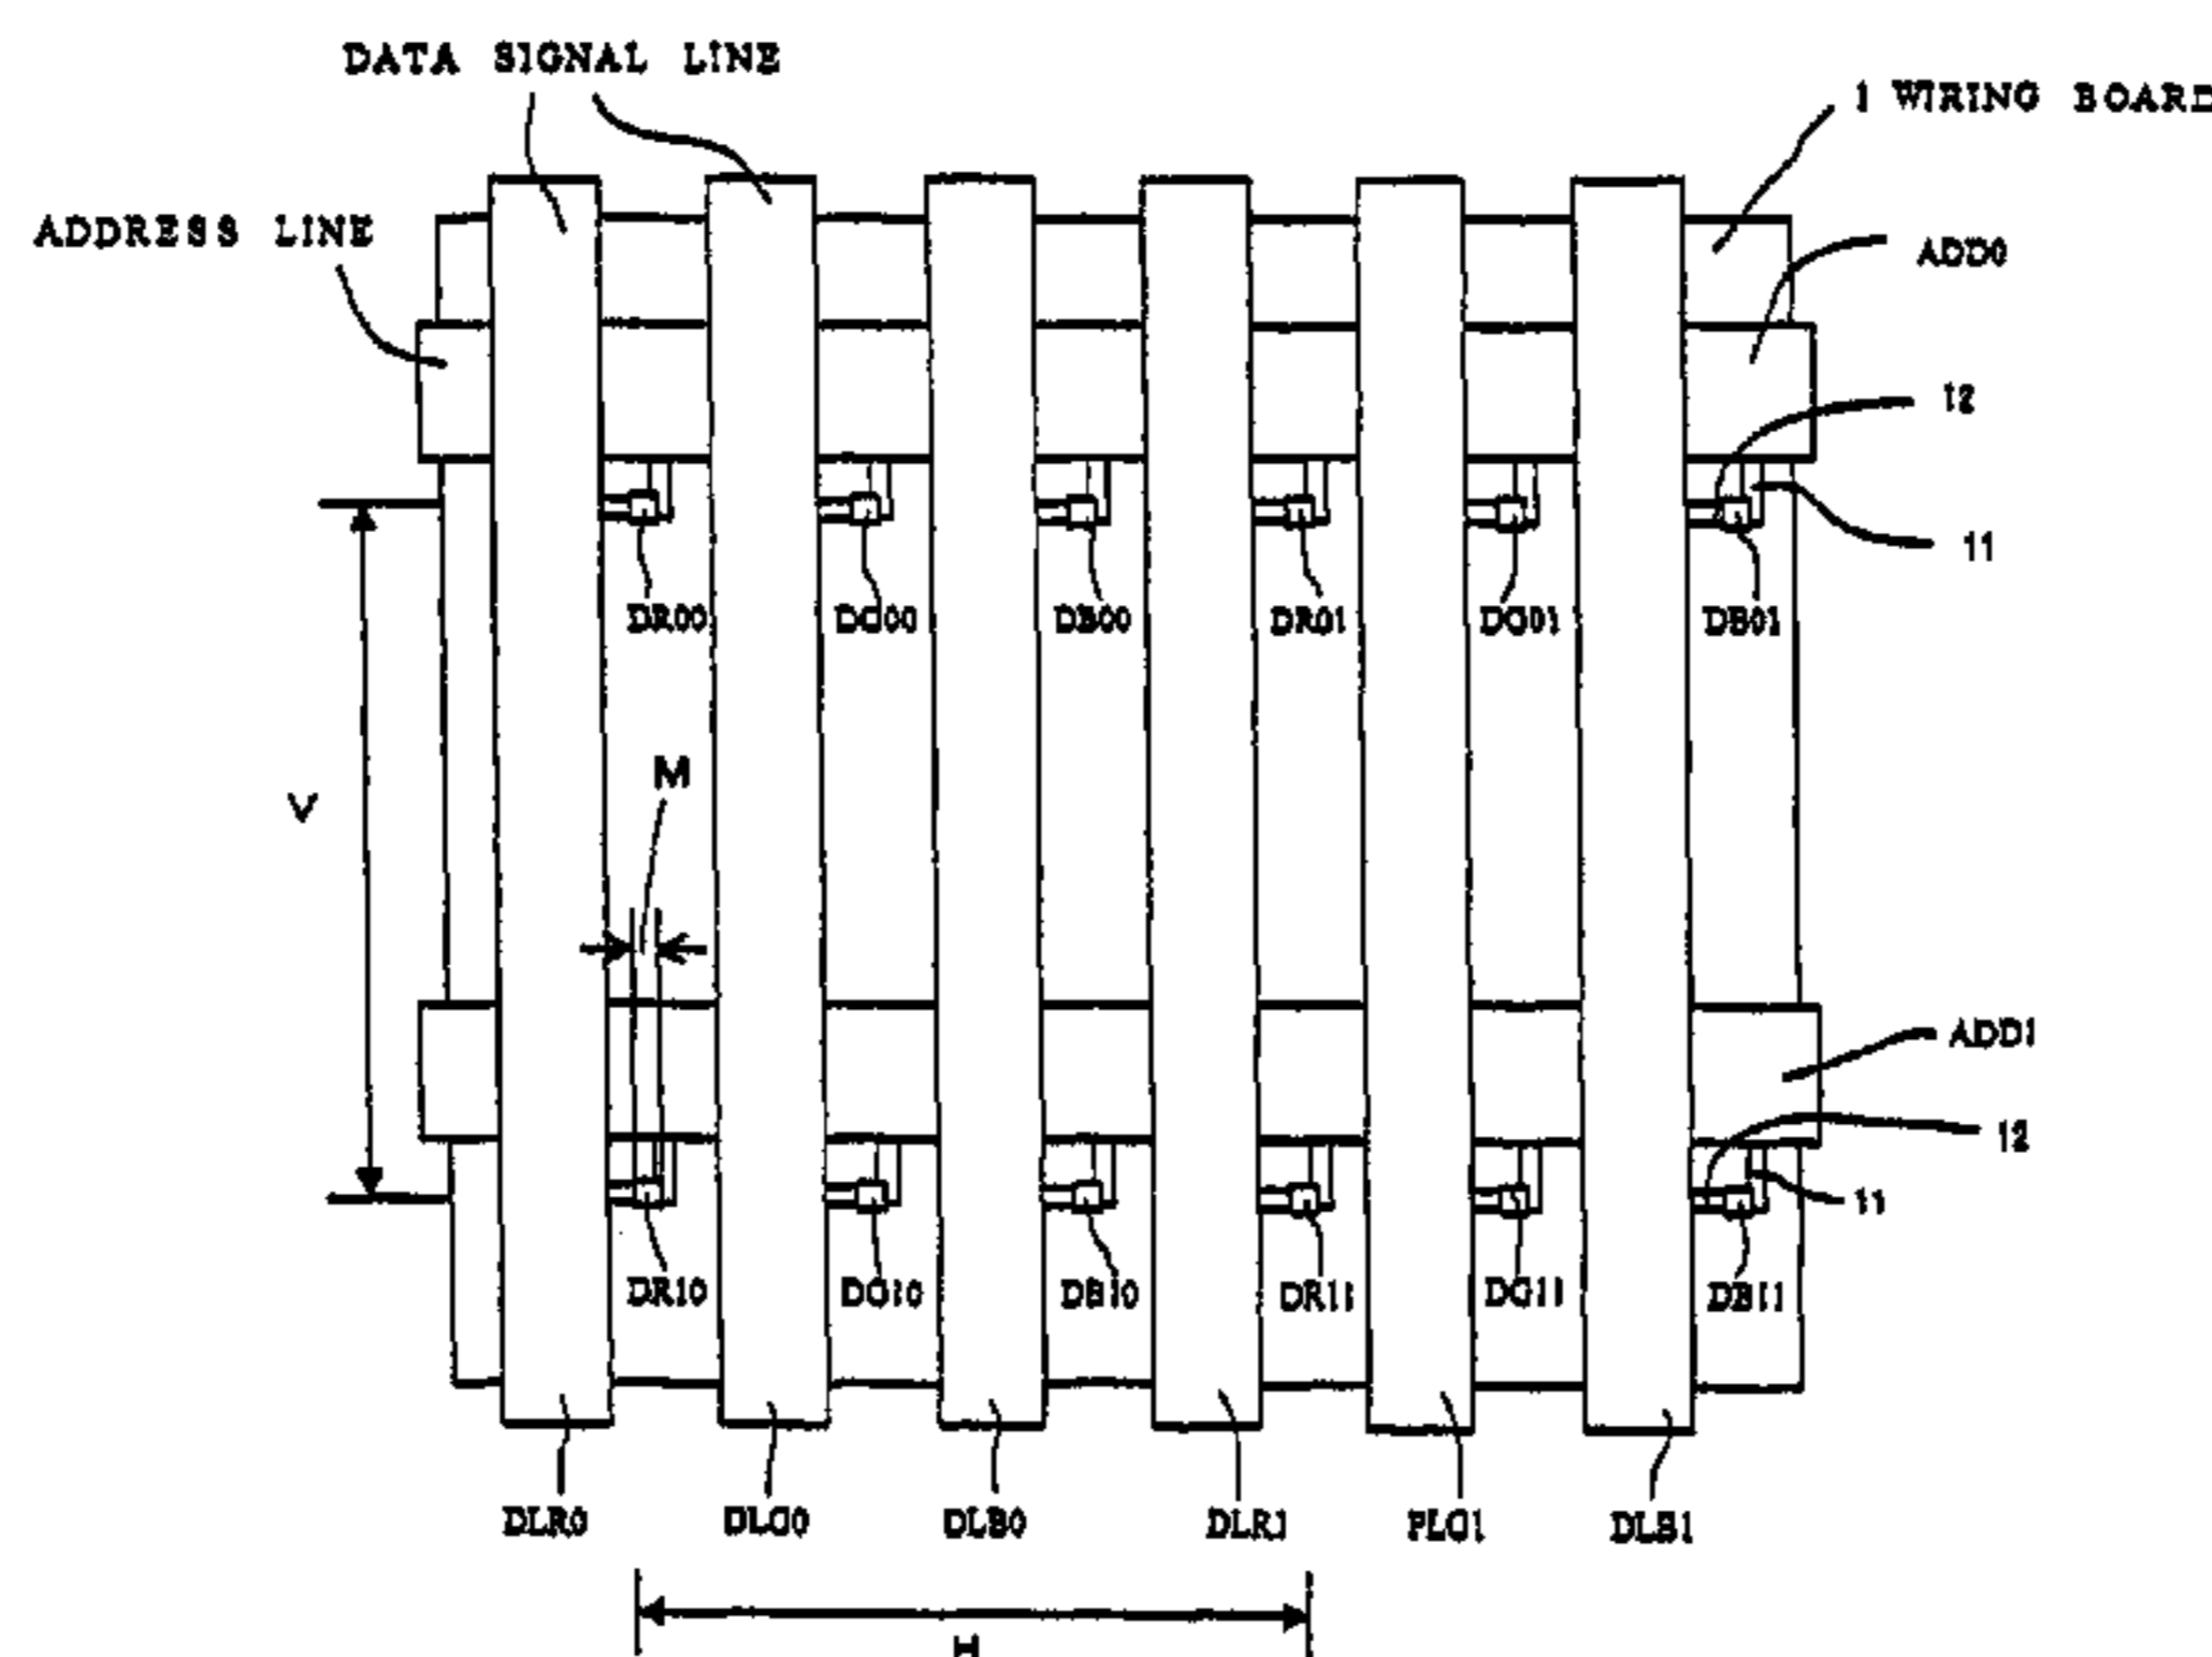 DATA SIGNAL LINE
1 WIRING BOARD
ADDRESS LINE
ADD0
12
11
DR00 DG00 DB00 DR01 DG01 DB01
M
V
ADD1
12
11
DR10 DG10 DB10 DR11 DG11 DB11
DLR0 DLG0 DLB0 DLR1 PLG1 DLB1
H